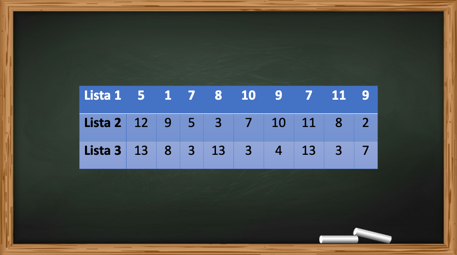 Lista 1 5 1 7 8 10 9 7 11 9
Lista 2 12 9 5 3 7 10 11 8 2
Lista 3 13 8 3 13 3 4 13 3 7